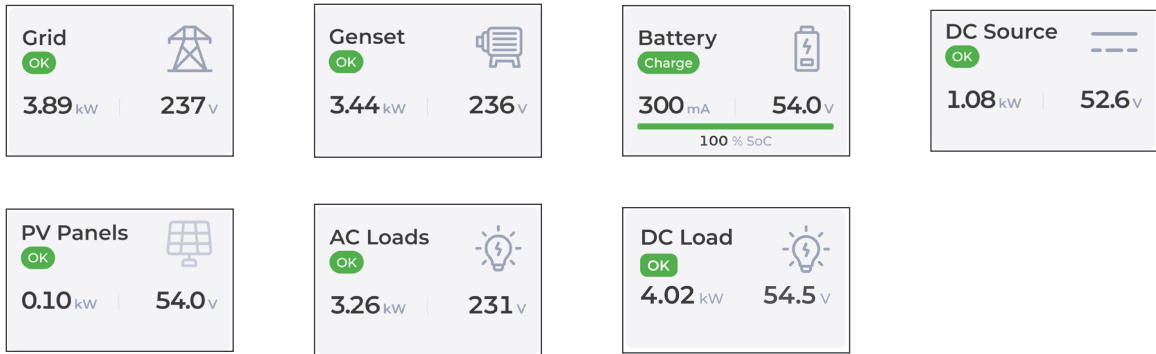 Grid
OK
3.89 kW 237 V
Genset
OK
3.44 kW 236 V
Battery
Charge
300 mA 54.0 V
100 % SoC
DC Source
OK
1.08 kW 52.6 V
PV Panels
OK
0.10 kW 54.0 V
AC Loads
OK
3.26 kW 231 V
DC Load
OK
4.02 kW 54.5 V